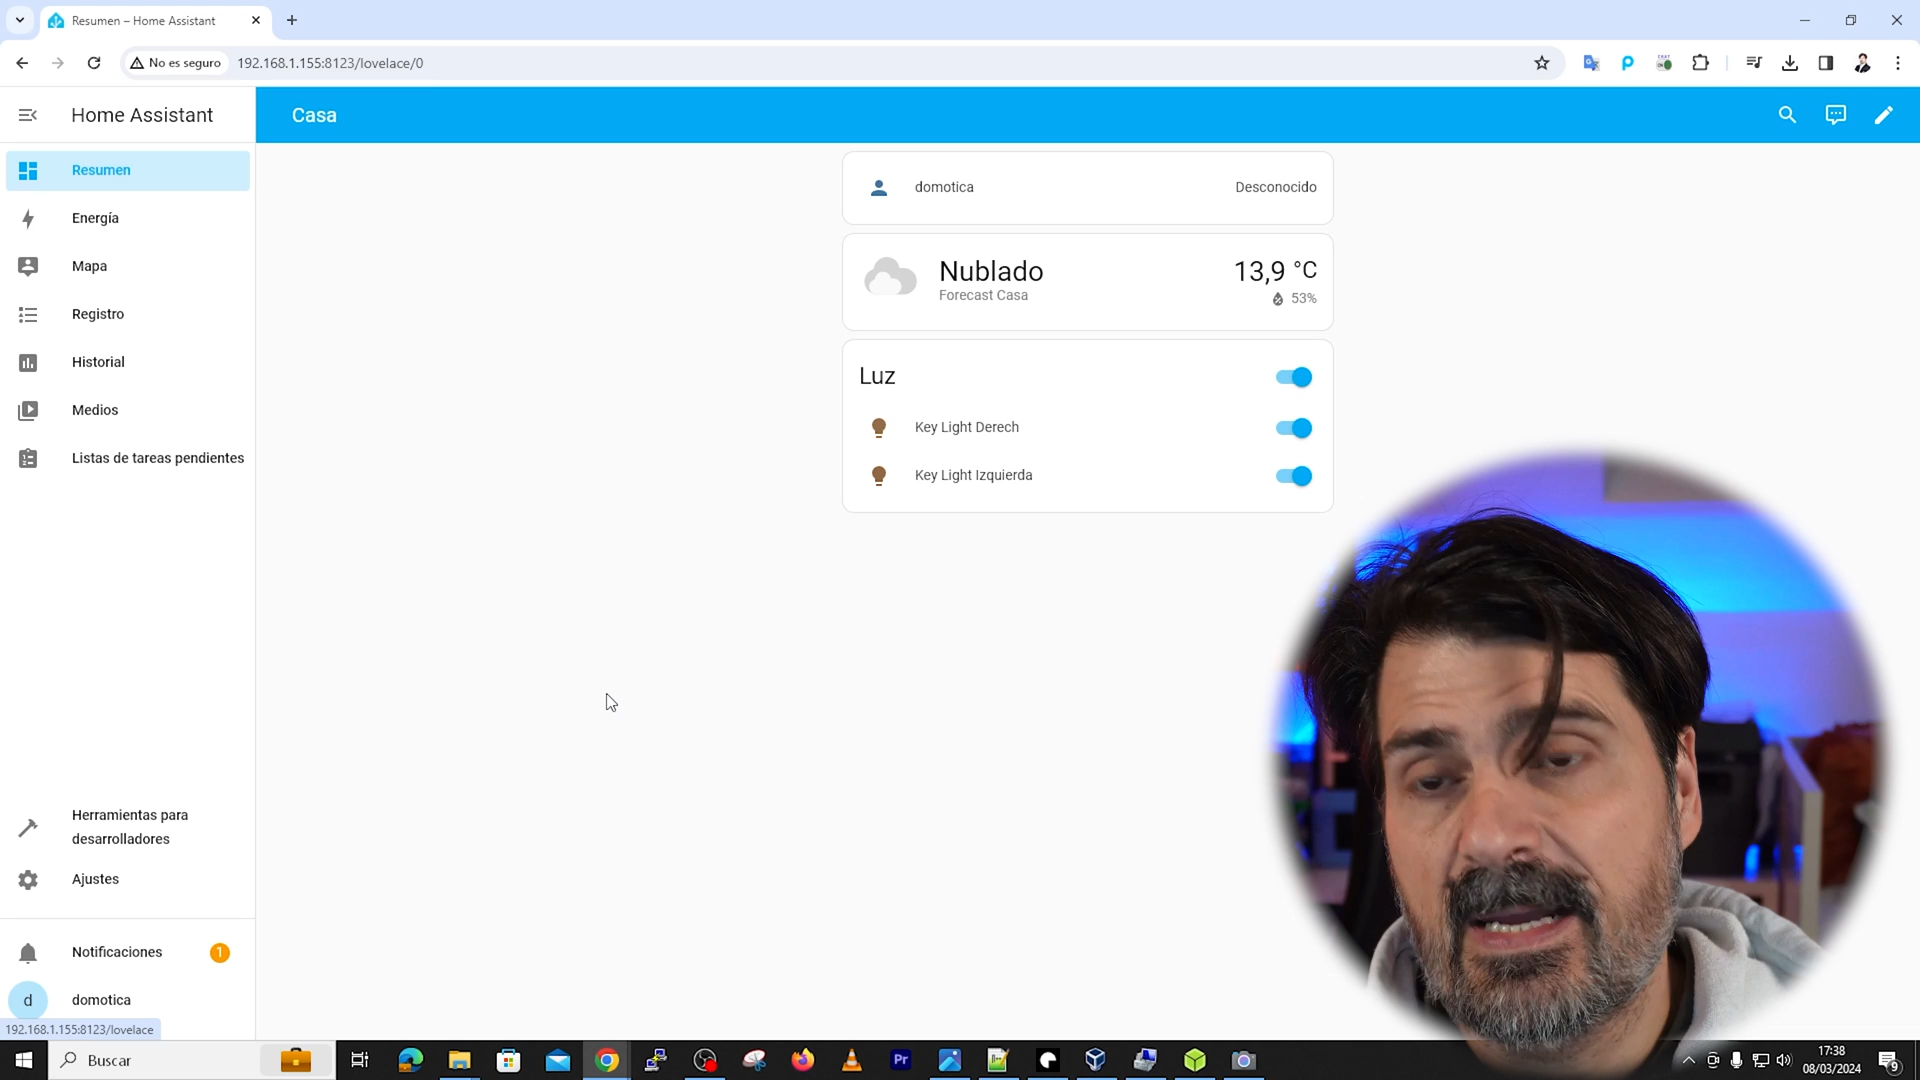 Resumen – Home Assistant
No es seguro
192.168.1.155:8123/lovelace/0
Home Assistant
Casa
Resumen
Energía
Mapa
Registro
Historial
Medios
Listas de tareas pendientes
Herramientas para
desarrolladores
Ajustes
Notificaciones
1
d
domotica
192.168.1.155:8123/lovelace
domotica
Desconocido
Nublado
13,9 °C
Forecast Casa
53%
Luz
Key Light Derech
Key Light Izquierda
Buscar
Pr
17:38
08/03/2024
9